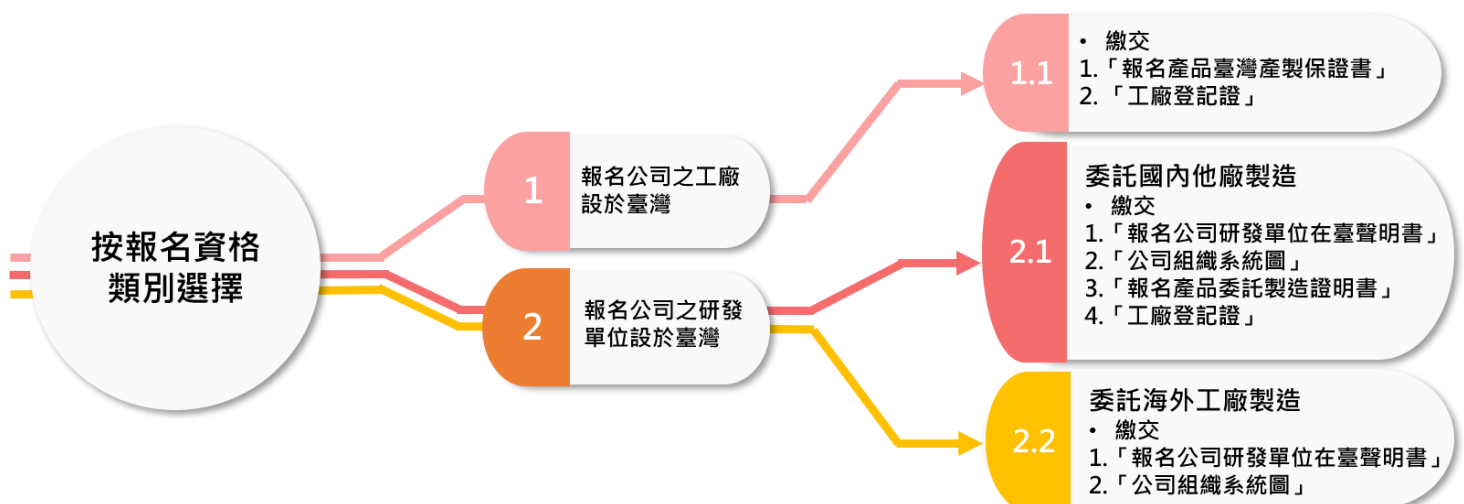 按報名資格
類別選擇
1
報名公司之工廠
設於臺灣
2
報名公司之研發
單位設於臺灣
1.1
• 繳交
1.「報名產品臺灣產製保證書」
2.「工廠登記證」
2.1
委託國內他廠製造
• 繳交
1.「報名公司研發單位在臺聲明書」
2.「公司組織系統圖」
3.「報名產品委託製造證明書」
4.「工廠登記證」
2.2
委託海外工廠製造
• 繳交
1.「報名公司研發單位在臺聲明書」
2.「公司組織系統圖」